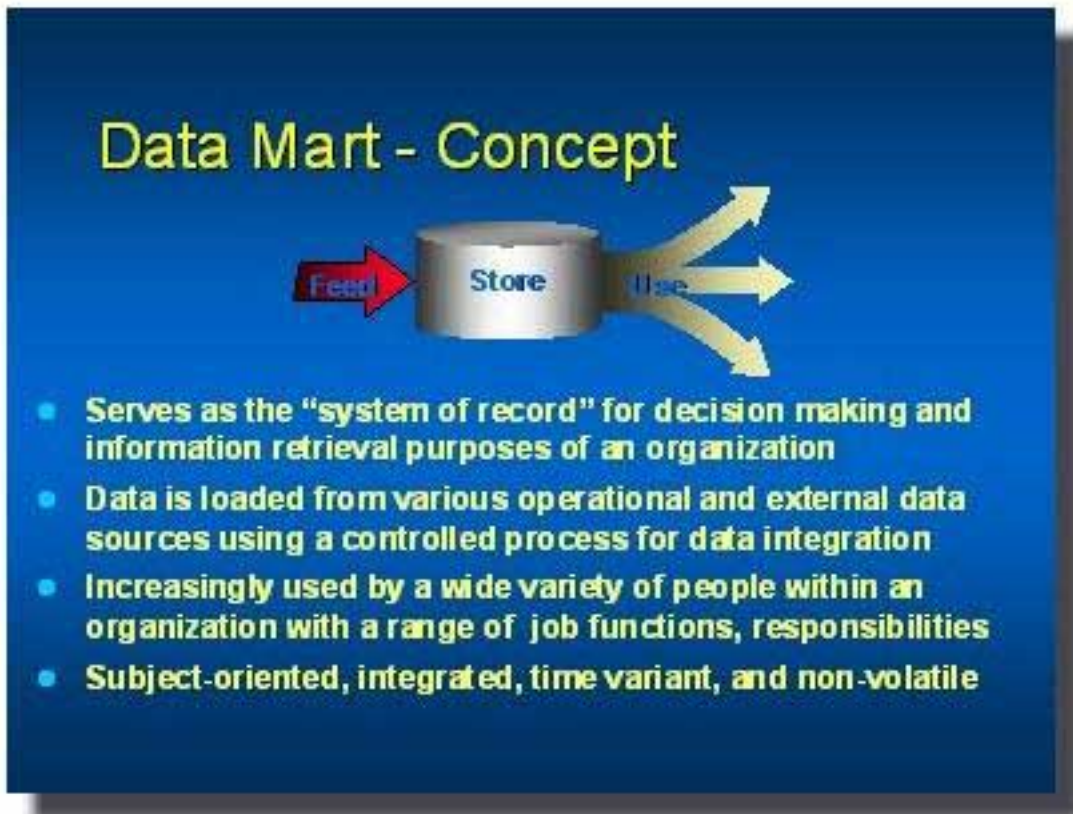 Data Mart - Concept
Feed
Store
Use
Serves as the “system of record” for decision making and
information retrieval purposes of an organization
Data is loaded from various operational and external data
sources using a controlled process for data integration
Increasingly used by a wide variety of people within an
organization with a range of job functions, responsibilities
Subject-oriented, integrated, time variant, and non-volatile